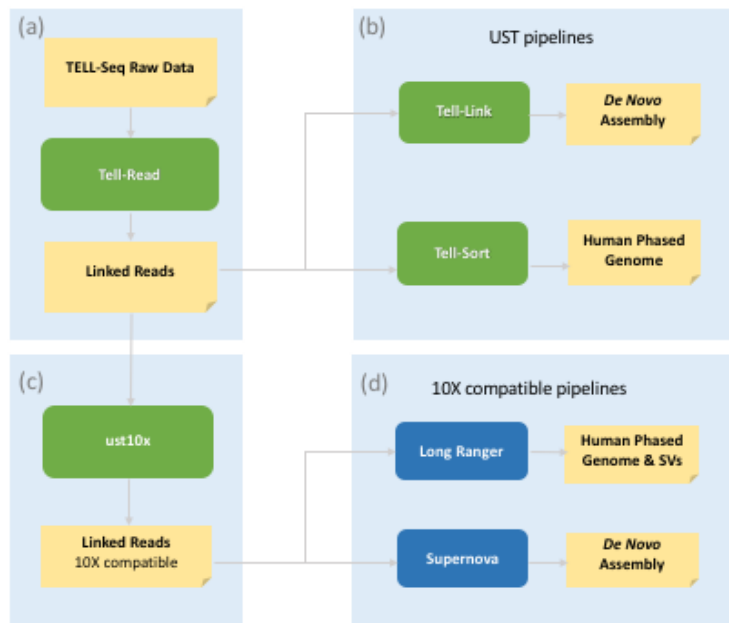 (a)
TELL-Seq Raw Data
Tell-Read
Linked Reads
(b)
UST pipelines
Tell-Link
De Novo
Assembly
Tell-Sort
Human Phased
Genome
(c)
ust10x
Linked Reads
10X compatible
(d)
10X compatible pipelines
Long Ranger
Human Phased
Genome & SVs
Supernova
De Novo
Assembly